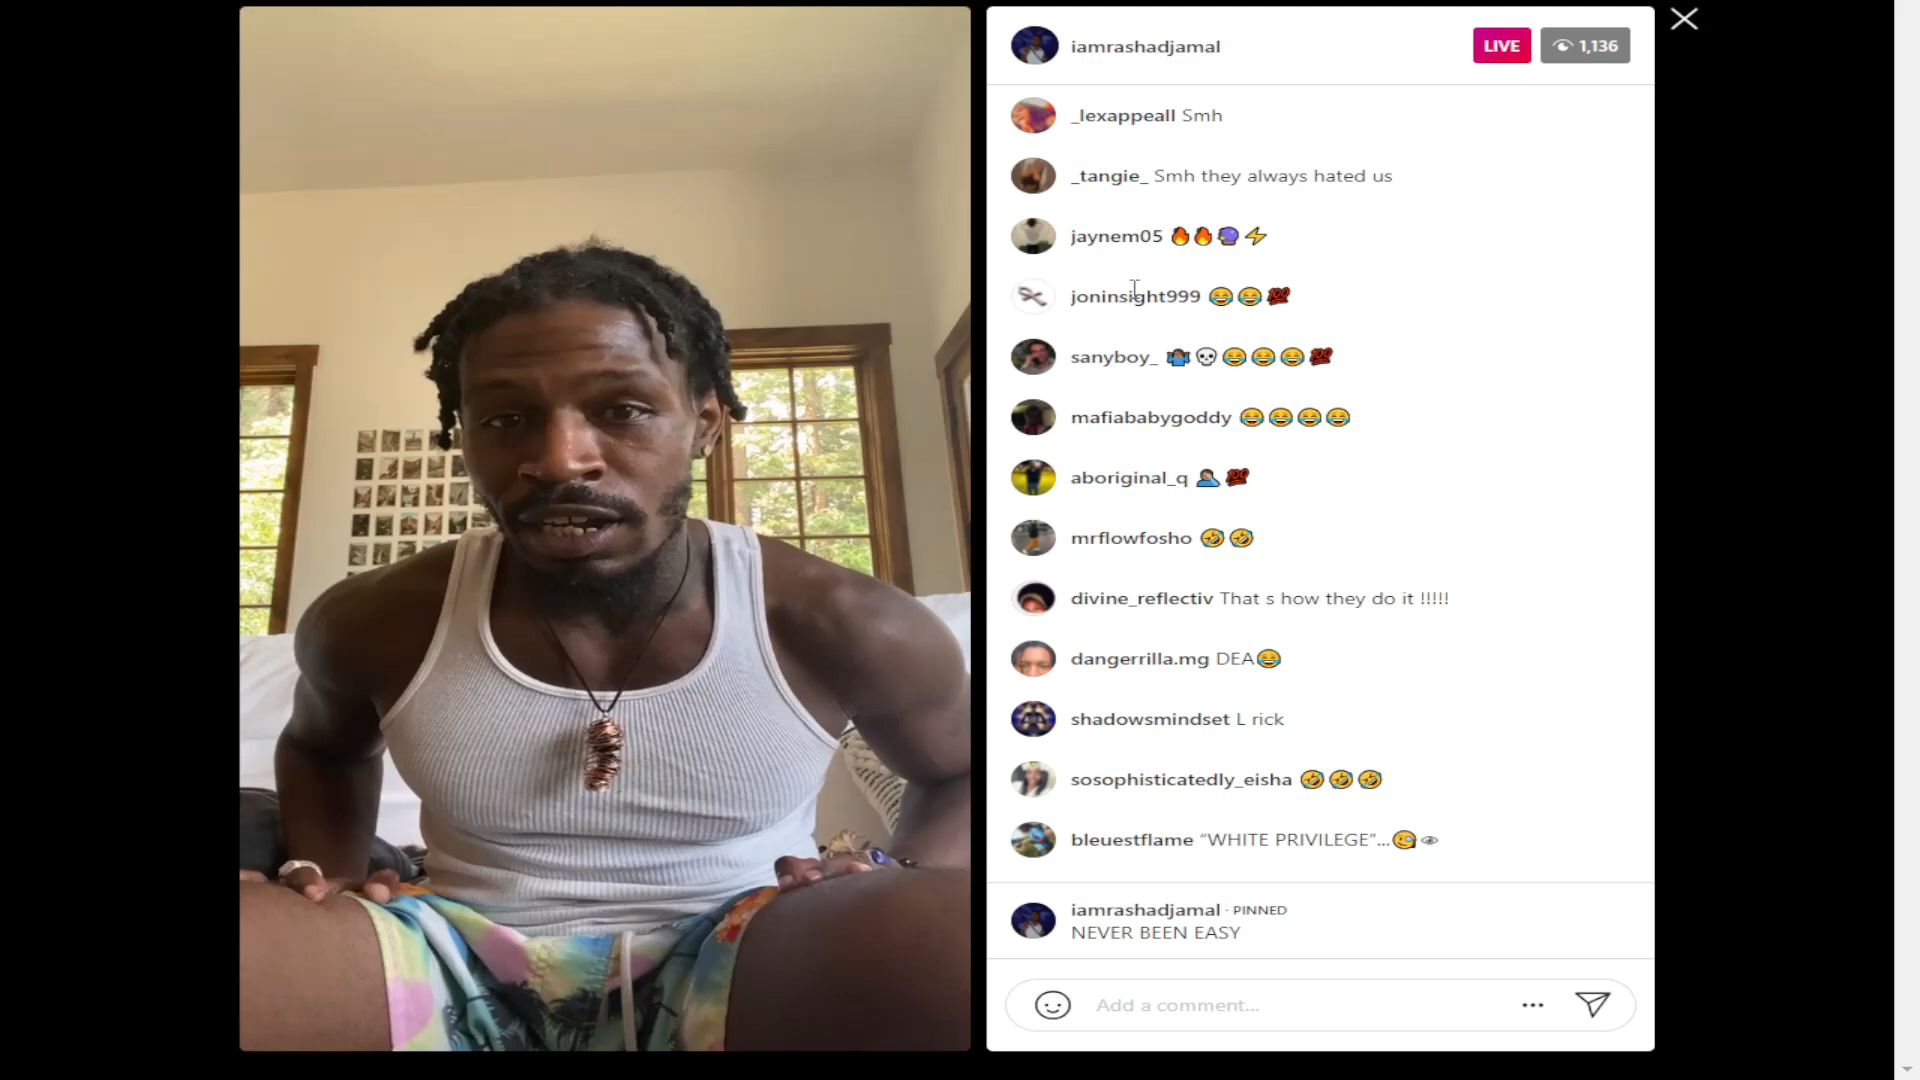 iamrashadjamal
LIVE
1,136
_lexappeall Smh
_tangie_ Smh they always hated us
jaynem05 🔥🔥🔮⚡
joninsight999 😂😂💯
sanyboy_ 🤷🏾‍♂️💀😂😂😂💯
mafiababygoddy 😂😂😂😂
aboriginal_q 🤦🏽‍♂️💯
mrflowfosho 🤣🤣
divine_reflectiv That s how they do it !!!!!
dangerrilla.mg DEA😂
shadowsmindset L rick
sosophisticatedly_eisha 🤣🤣🤣
bleuestflame “WHITE PRIVILEGE”...🧐👁
iamrashadjamal · PINNED
NEVER BEEN EASY
Add a comment...